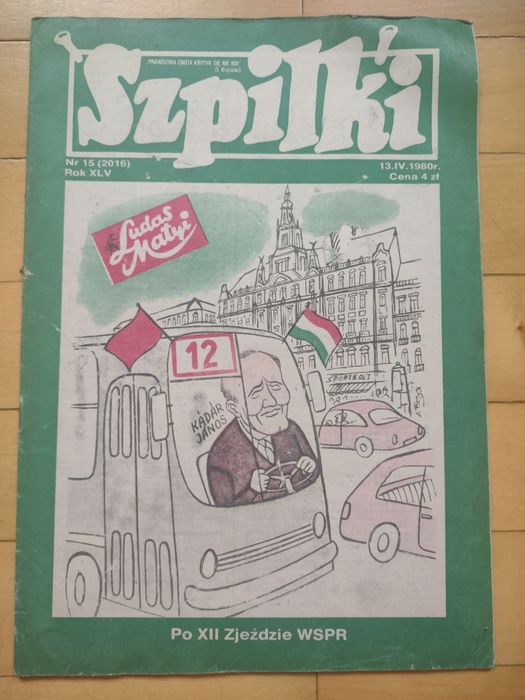 „PRAWDZIWA CNOTA KRYTYK SIĘ NIE BOI”
(I. Krasicki)
Szpilki
Nr 15 (2016)
Rok XLV
13.IV.1980r.
Cena 4 zł
Ludas
Matyi
12
KÁDÁR
JÁNOS
SPORTBOLT
Po XII Zjeździe WSPR